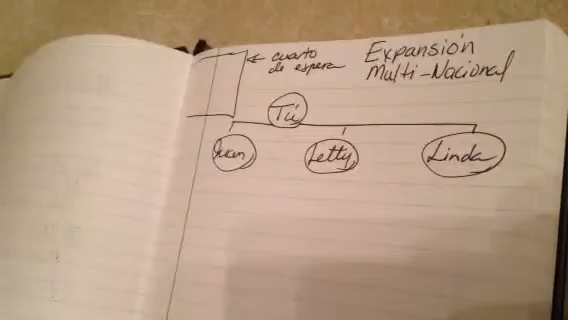 ← cuarto
de espera
Expansión
Multi-Nacional
Tú
Juan
Letty
Linda